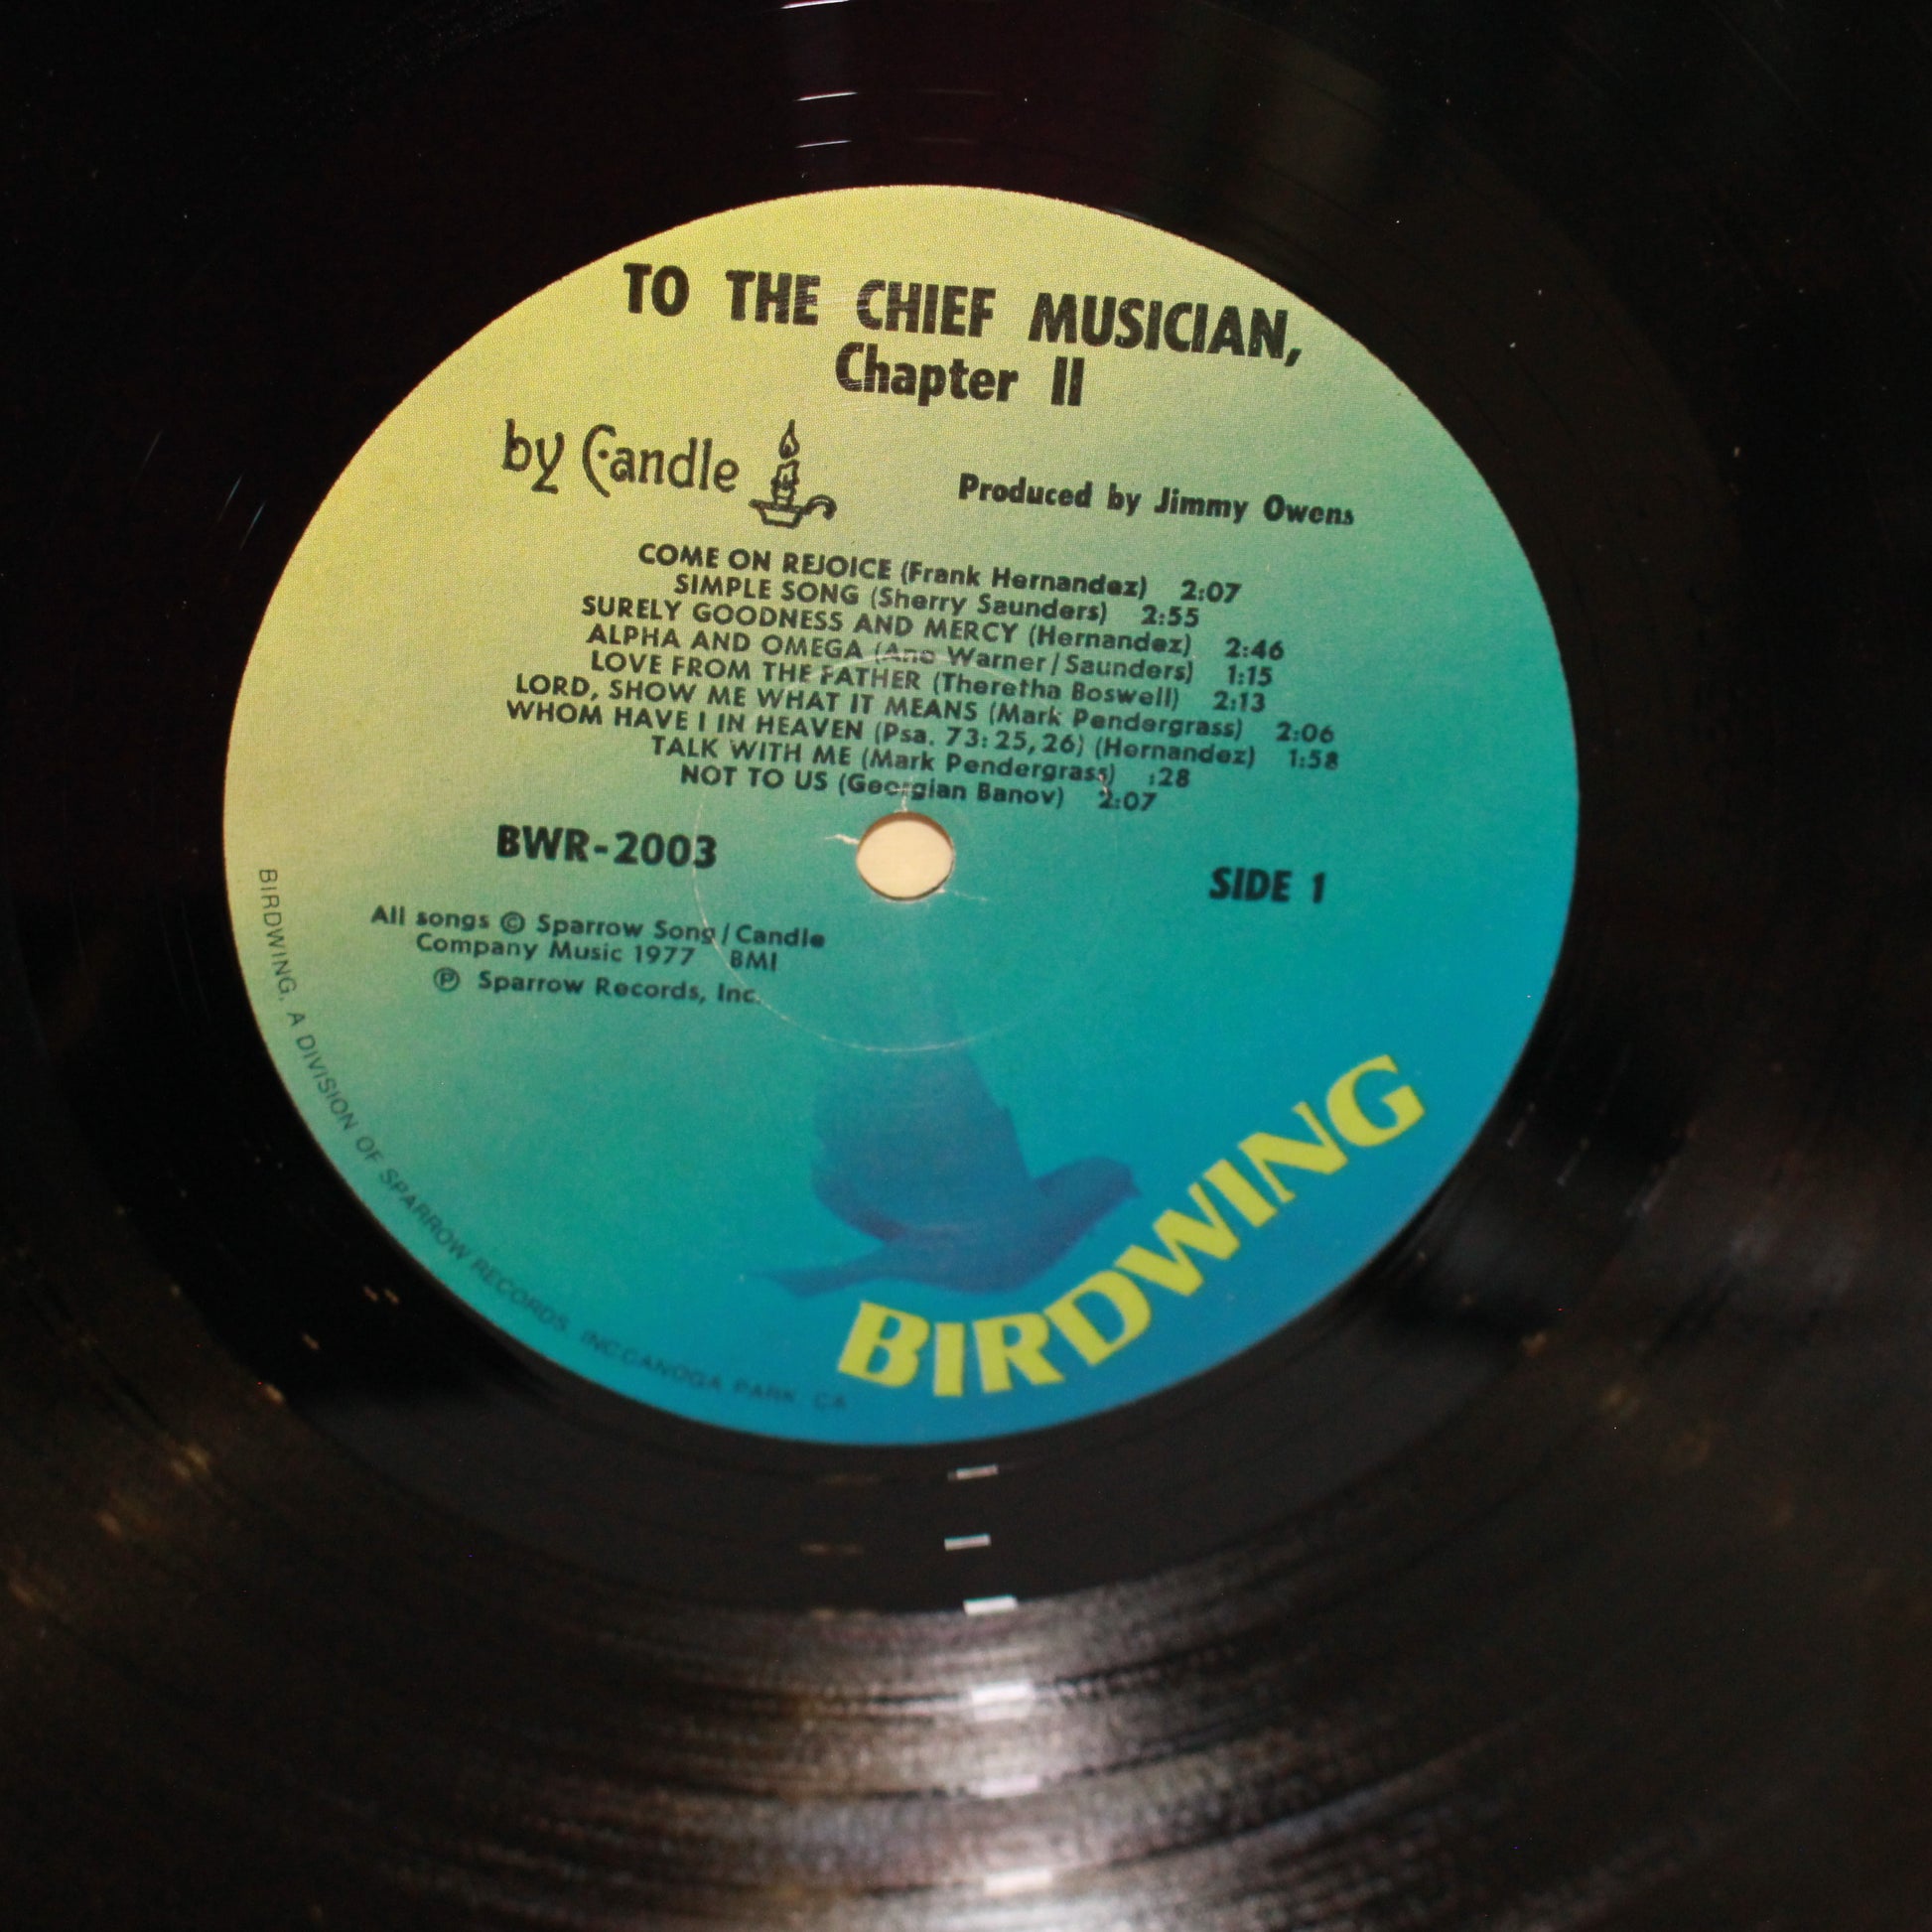 TO THE CHIEF MUSICIAN,
Chapter II
by Candle
Produced by Jimmy Owens
COME ON REJOICE (Frank Hernandez) 2:07
SIMPLE SONG (Sherry Saunders) 2:55
SURELY GOODNESS AND MERCY (Hernandez) 2:46
ALPHA AND OMEGA (Ane Warner/Saunders) 1:15
LOVE FROM THE FATHER (Theretha Boswell) 2:13
LORD, SHOW ME WHAT IT MEANS (Mark Pendergrass) 2:06
WHOM HAVE I IN HEAVEN (Psa. 73:25,26) (Hernandez) 1:58
TALK WITH ME (Mark Pendergrass) :28
NOT TO US (Georgian Banov) 2:07
BWR-2003
SIDE 1
All songs © Sparrow Song/Candle
Company Music 1977 BMI
℗ Sparrow Records, Inc.
BIRDWING, A DIVISION OF SPARROW RECORDS, INC. CANOGA PARK, CA
BIRDWING